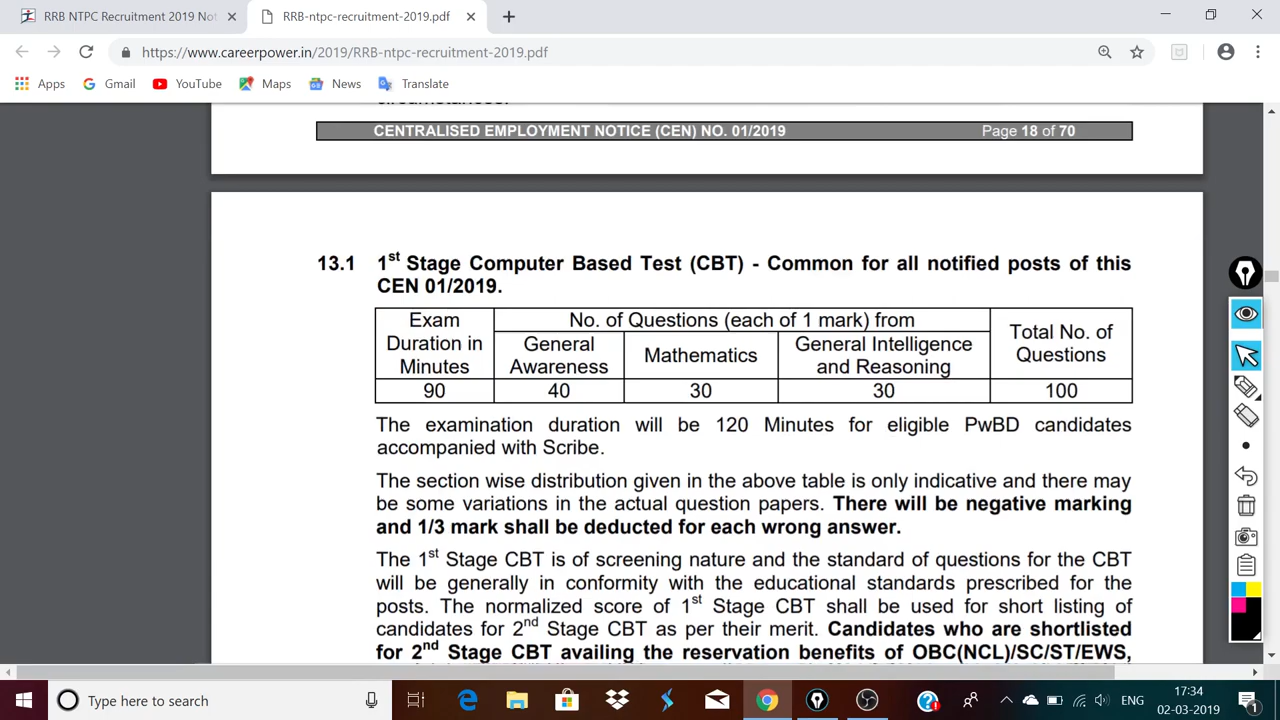 RRB NTPC Recruitment 2019 Not
RRB-ntpc-recruitment-2019.pdf
https://www.careerpower.in/2019/RRB-ntpc-recruitment-2019.pdf
Apps Gmail YouTube Maps News Translate
circumstances.
CENTRALISED EMPLOYMENT NOTICE (CEN) NO. 01/2019 Page 18 of 70
13.1 1st Stage Computer Based Test (CBT) - Common for all notified posts of this
CEN 01/2019.
Exam Duration in Minutes
No. of Questions (each of 1 mark) from
General Awareness
Mathematics
General Intelligence and Reasoning
Total No. of Questions
90 40 30 30 100
The examination duration will be 120 Minutes for eligible PwBD candidates
accompanied with Scribe.
The section wise distribution given in the above table is only indicative and there may
be some variations in the actual question papers. There will be negative marking
and 1/3 mark shall be deducted for each wrong answer.
The 1st Stage CBT is of screening nature and the standard of questions for the CBT
will be generally in conformity with the educational standards prescribed for the
posts. The normalized score of 1st Stage CBT shall be used for short listing of
candidates for 2nd Stage CBT as per their merit. Candidates who are shortlisted
for 2nd Stage CBT availing the reservation benefits of OBC(NCL)/SC/ST/EWS,
Type here to search
ENG
17:34
02-03-2019
1